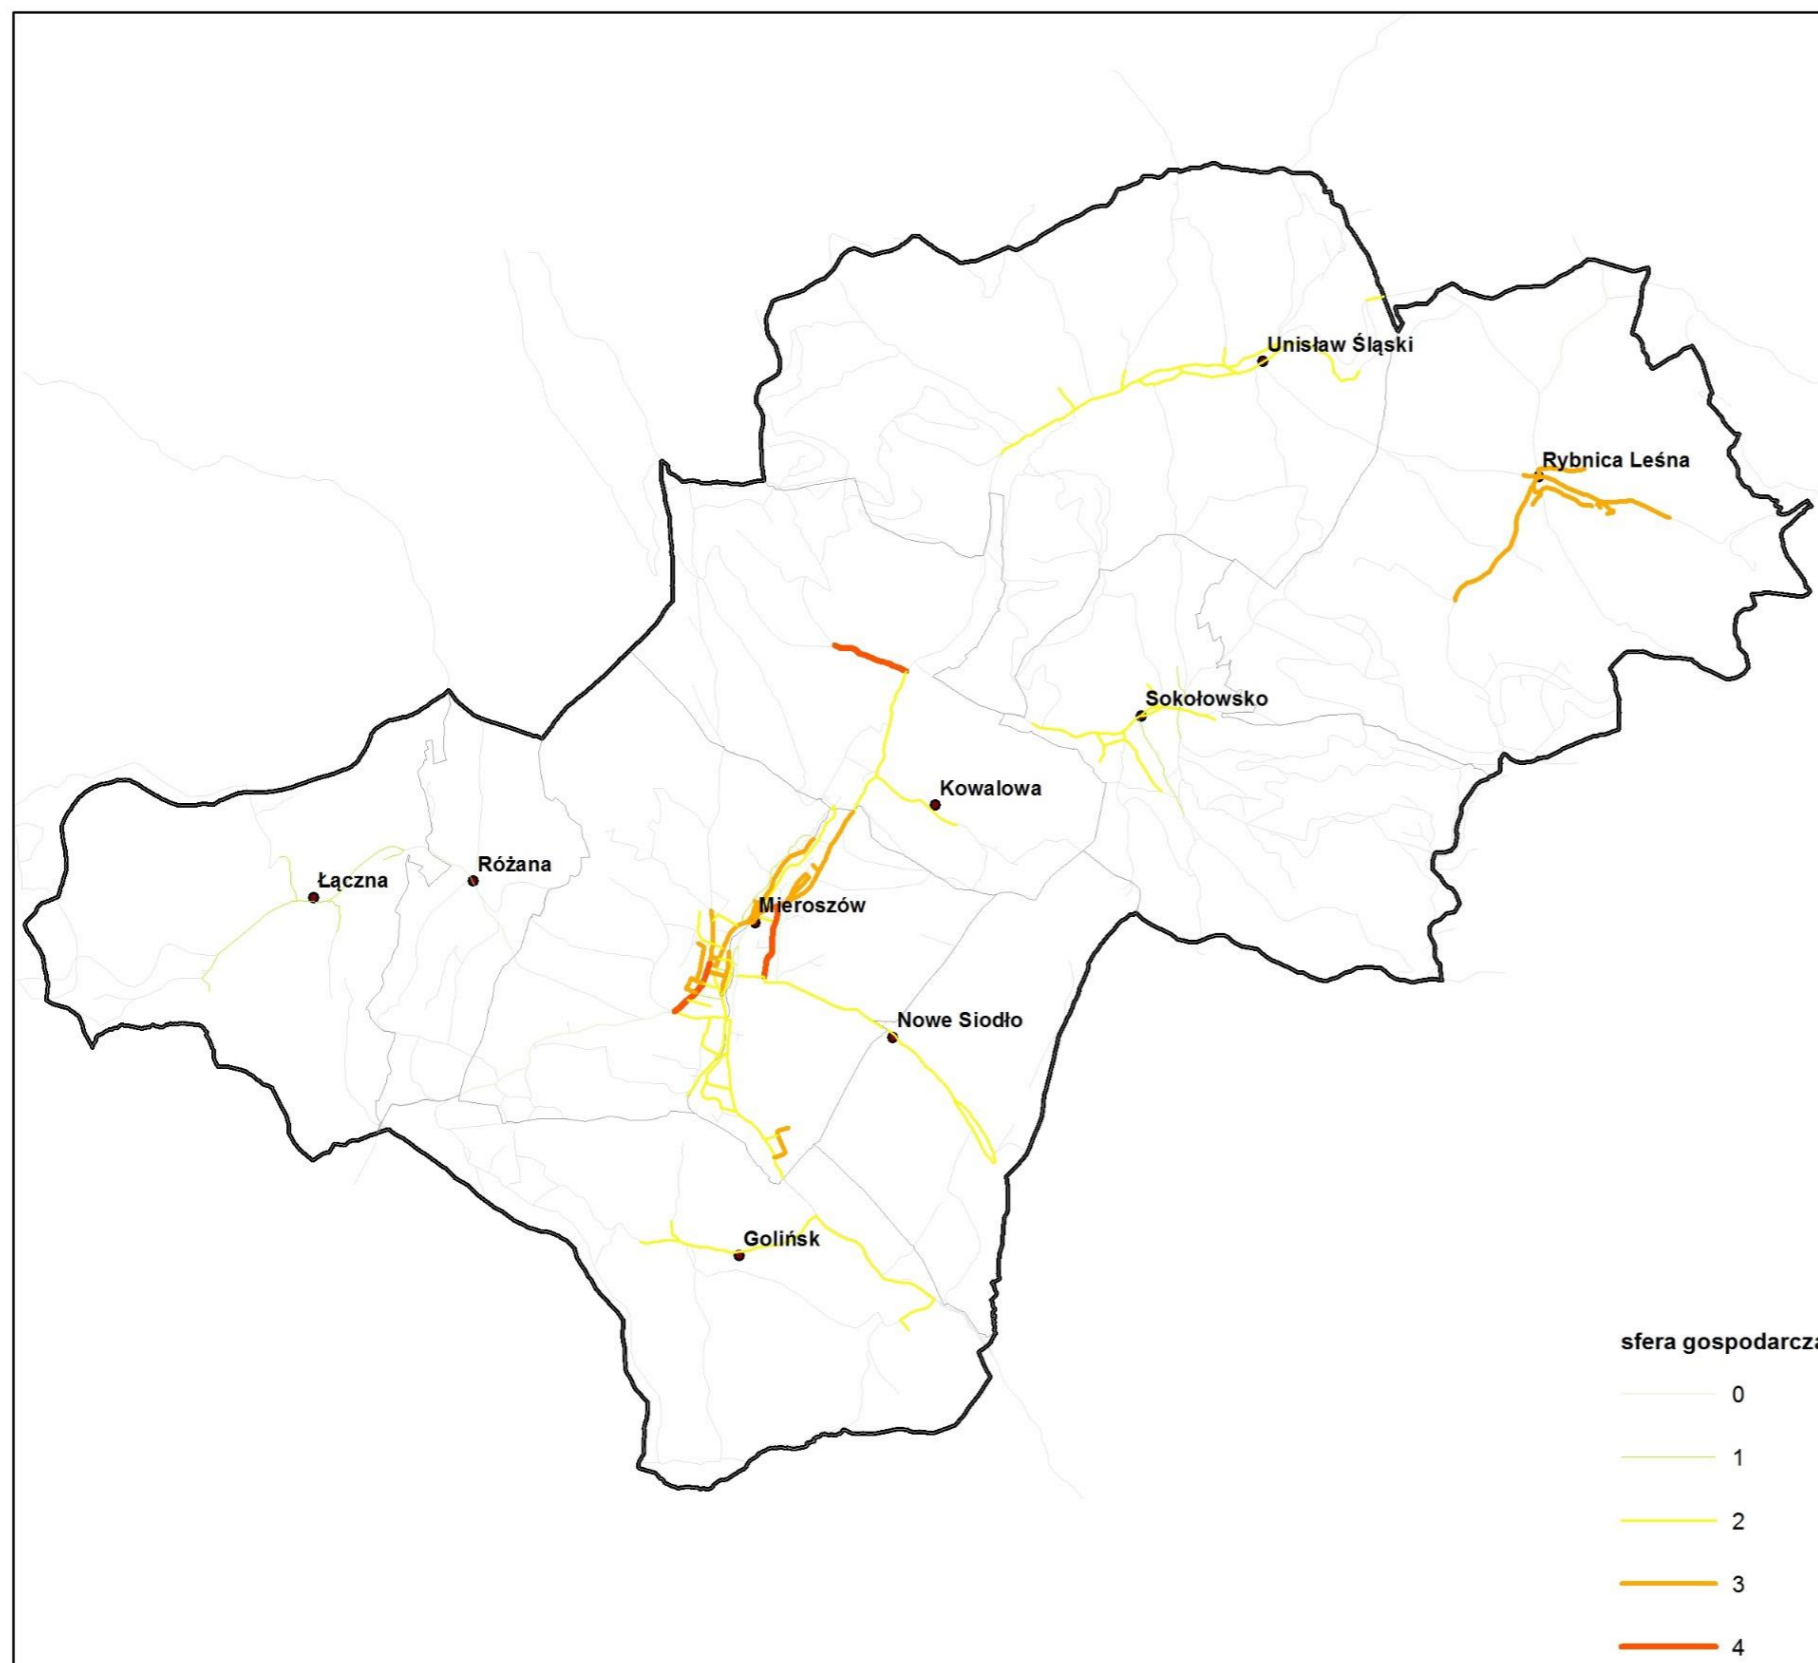 Unisław Śląski
Rybnica Leśna
Sokołowsko
Kowalowa
Różana
Łączna
Mieroszów
Nowe Siodło
Golińsk
sfera gospodarcza
0
1
2
3
4